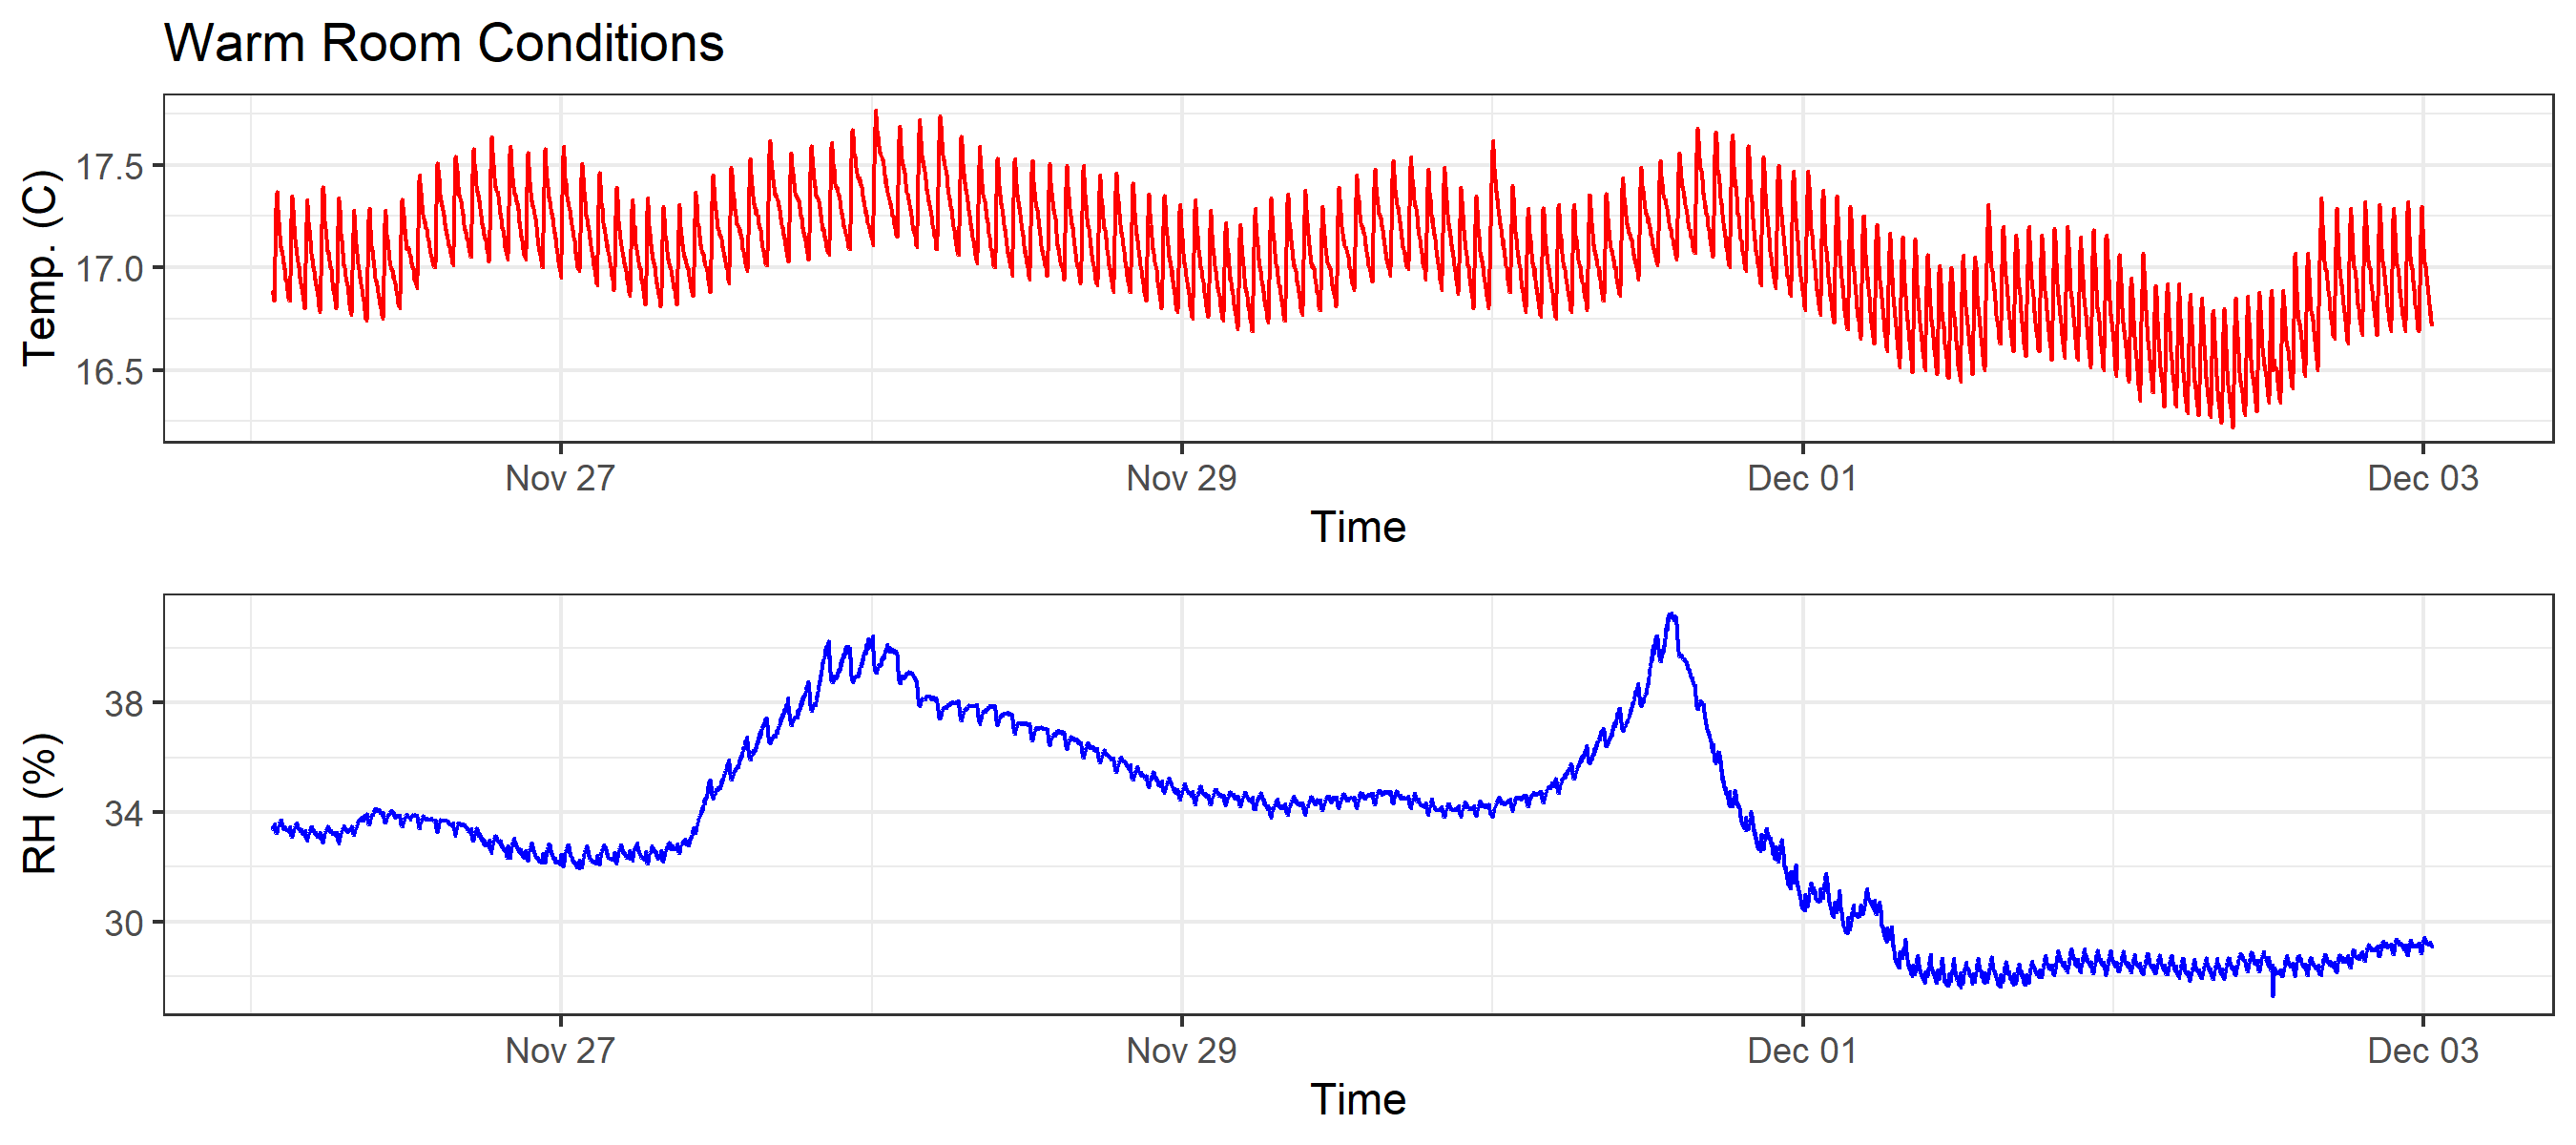 Warm Room Conditions
Temp. (C)
17.5
17.0
16.5
Nov 27 Nov 29 Dec 01 Dec 03
Time
RH (%)
38
34
30
Nov 27 Nov 29 Dec 01 Dec 03
Time